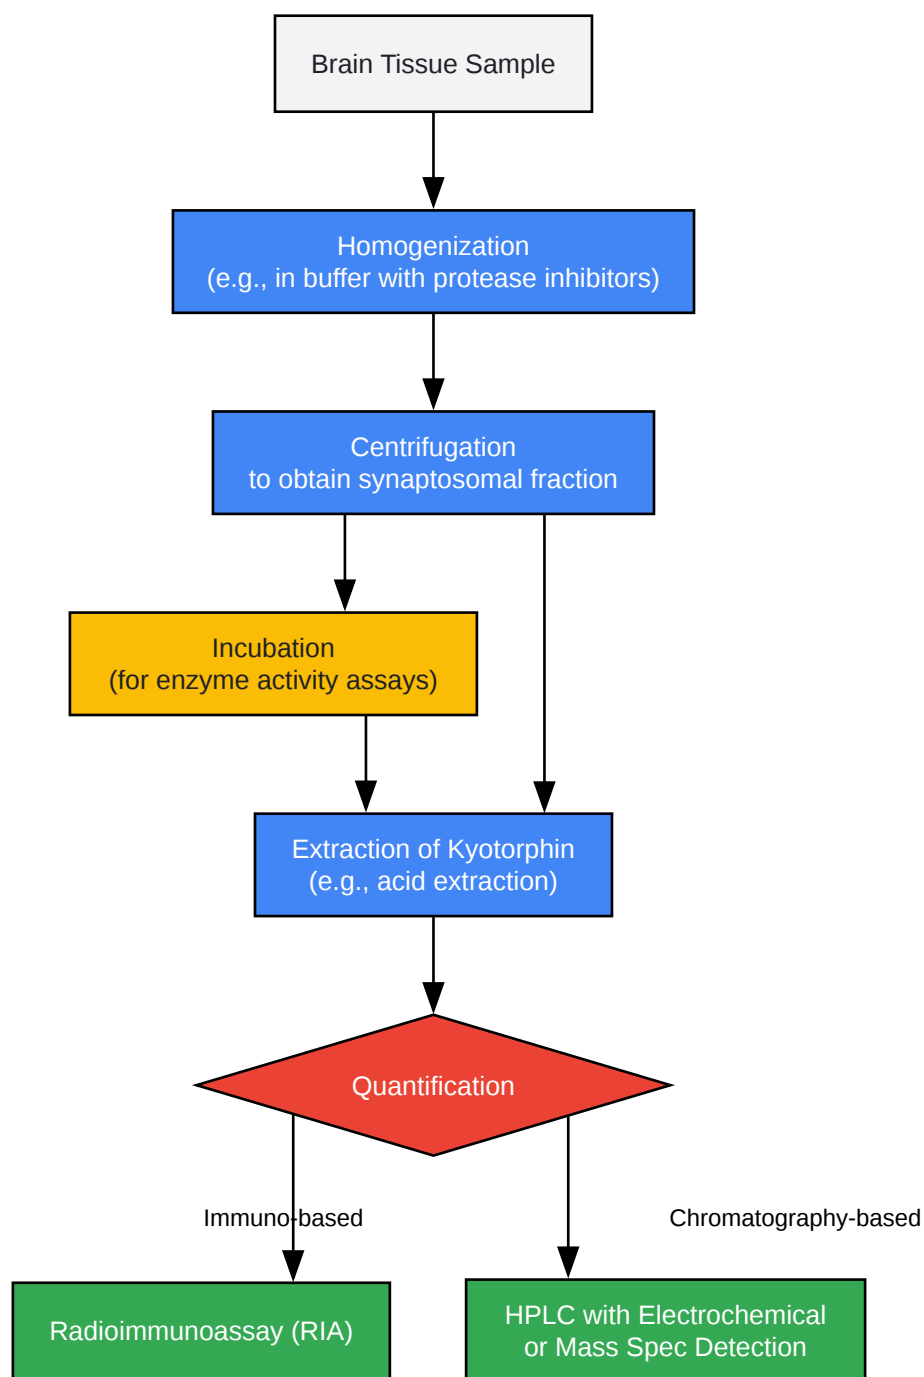 Brain Tissue Sample
Homogenization
(e.g., in buffer with protease inhibitors)
Centrifugation
to obtain synaptosomal fraction
Incubation
(for enzyme activity assays)
Extraction of Kyotorphin
(e.g., acid extraction)
Quantification
Immuno-based
Chromatography-based
Radioimmunoassay (RIA)
HPLC with Electrochemical
or Mass Spec Detection